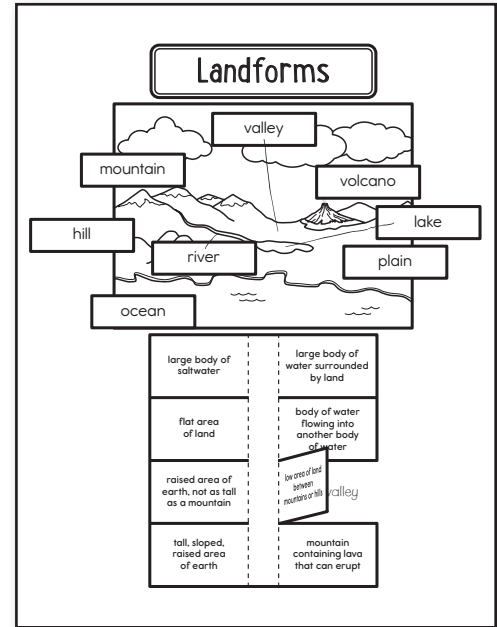 Landforms
valley
mountain
volcano
hill
lake
river
plain
ocean
large body of
saltwater
large body of
water surrounded
by land
flat area
of land
body of water
flowing into
another body
of water
raised area of
earth, not as tall
as a mountain
low area of land
between
mountains or hills
valley
tall, sloped,
raised area
of earth
mountain
containing lava
that can erupt